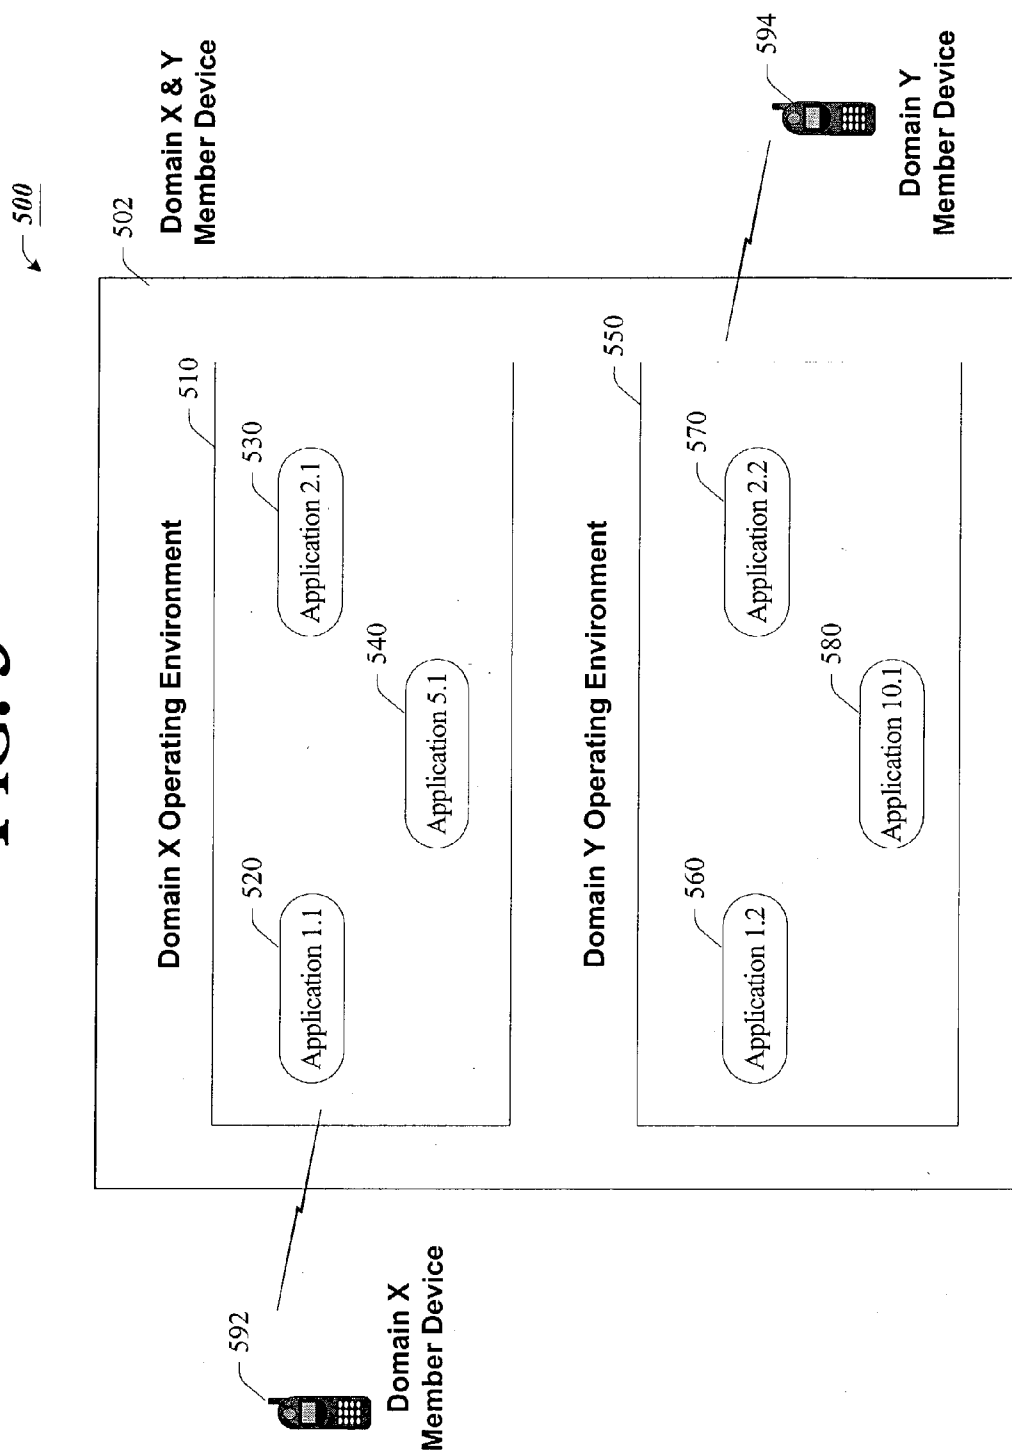 500
502
Domain X & Y
Member Device
Domain X Operating Environment
510
Application 1.1
520
Application 5.1
540
Application 2.1
530
Domain Y Operating Environment
550
Application 1.2
560
Application 10.1
580
Application 2.2
570
592
Domain X
Member Device
594
Domain Y
Member Device